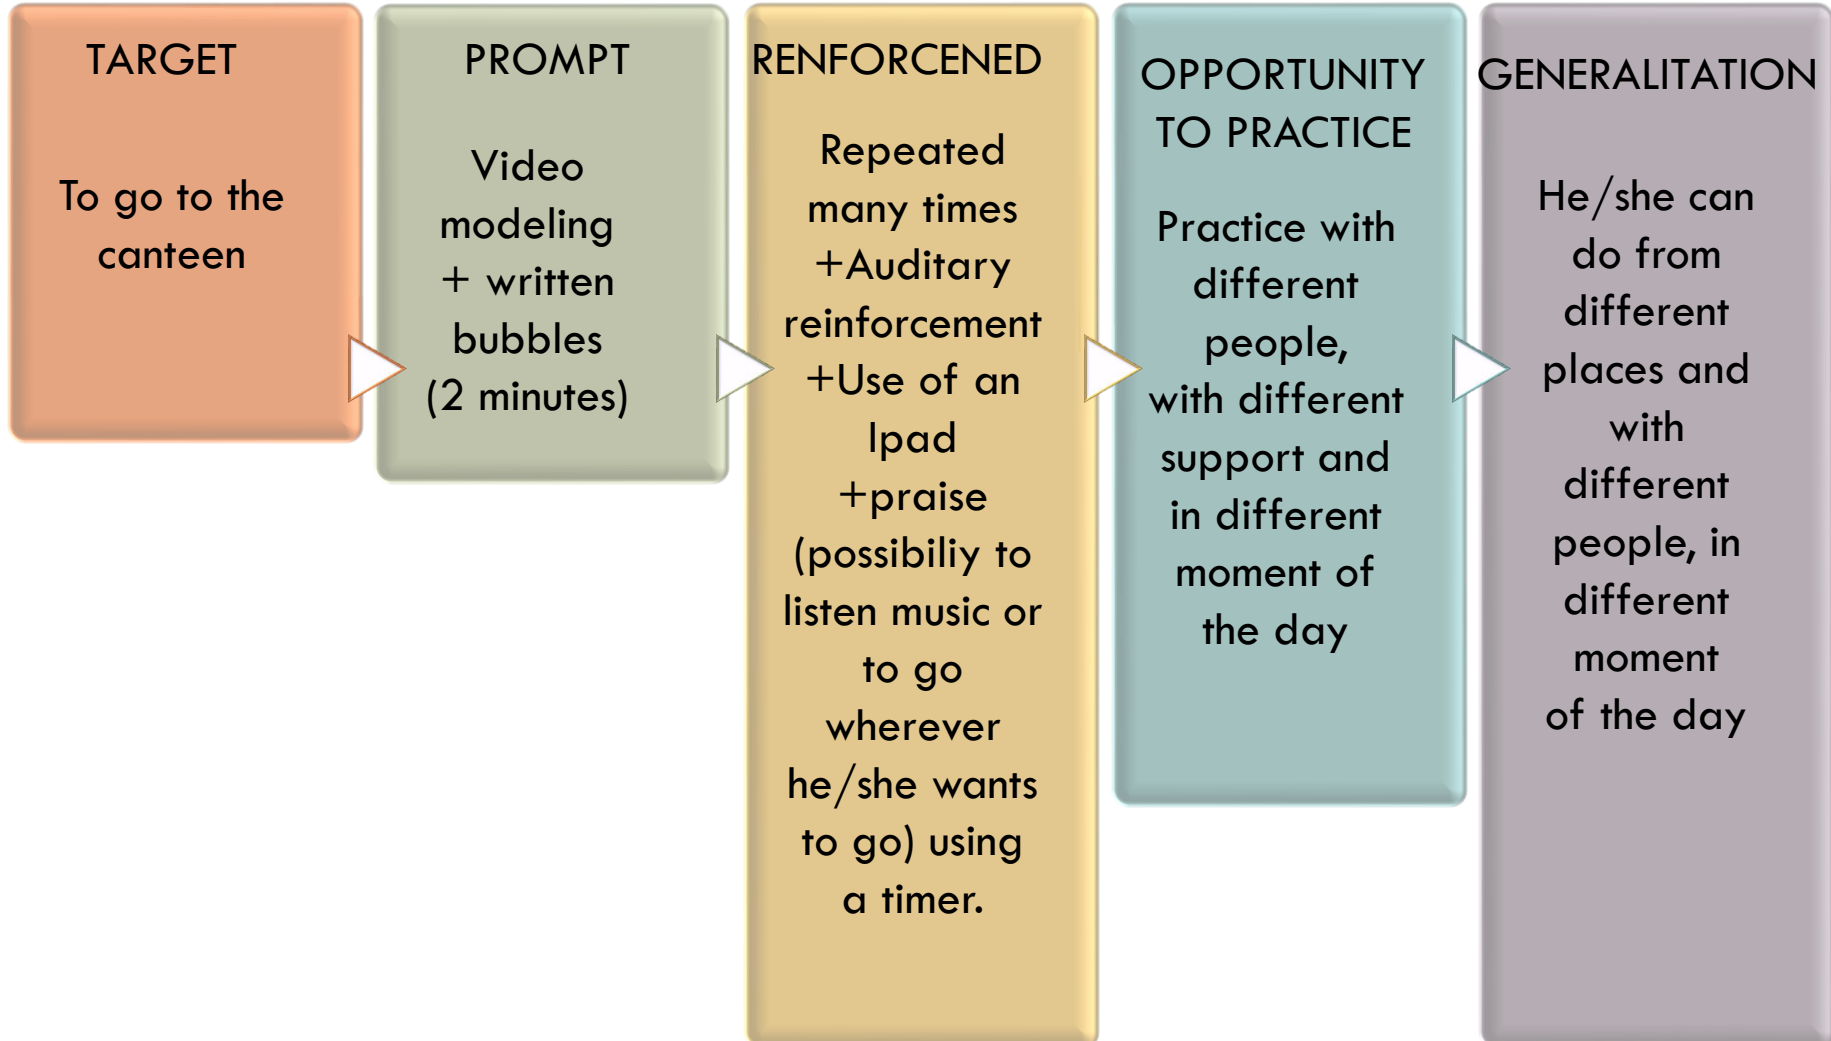 TARGET
To go to the
canteen
PROMPT
Video
modeling
+ written
bubbles
(2 minutes)
RENFORCENED
Repeated
many times
+Auditary
reinforcement
+Use of an
Ipad
+praise
(possibiliy to
listen music or
to go
wherever
he/she wants
to go) using
a timer.
OPPORTUNITY
TO PRACTICE
Practice with
different
people,
with different
support and
in different
moment of
the day
GENERALITATION
He/she can
do from
different
places and
with
different
people, in
different
moment
of the day